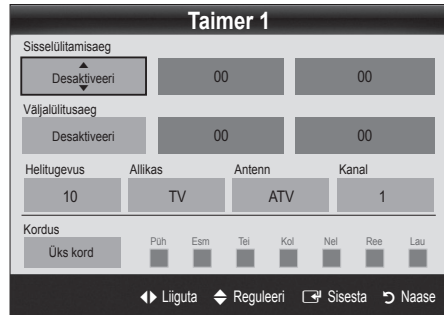 Taimer 1
Sisselülitamisaeg
Desaktiveeri 00 00
Väljalülitusaeg
Desaktiveeri 00 00
Helitugevus Allikas Antenn Kanal
10 TV ATV 1
Kordus
Püh Esm Tei Kol Nel Ree Lau
Üks kord
Liiguta Reguleeri Sisesta Naase